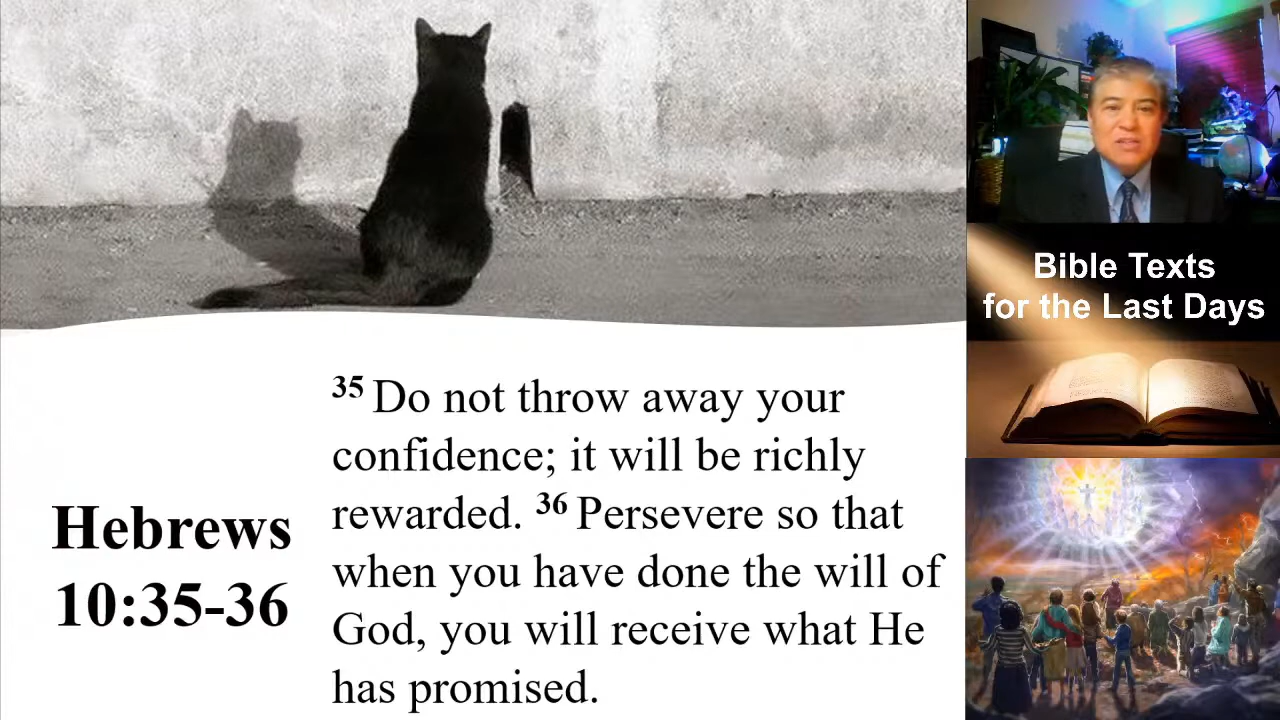 Bible Texts
for the Last Days
Hebrews
10:35-36
35 Do not throw away your
confidence; it will be richly
rewarded. 36 Persevere so that
when you have done the will of
God, you will receive what He
has promised.